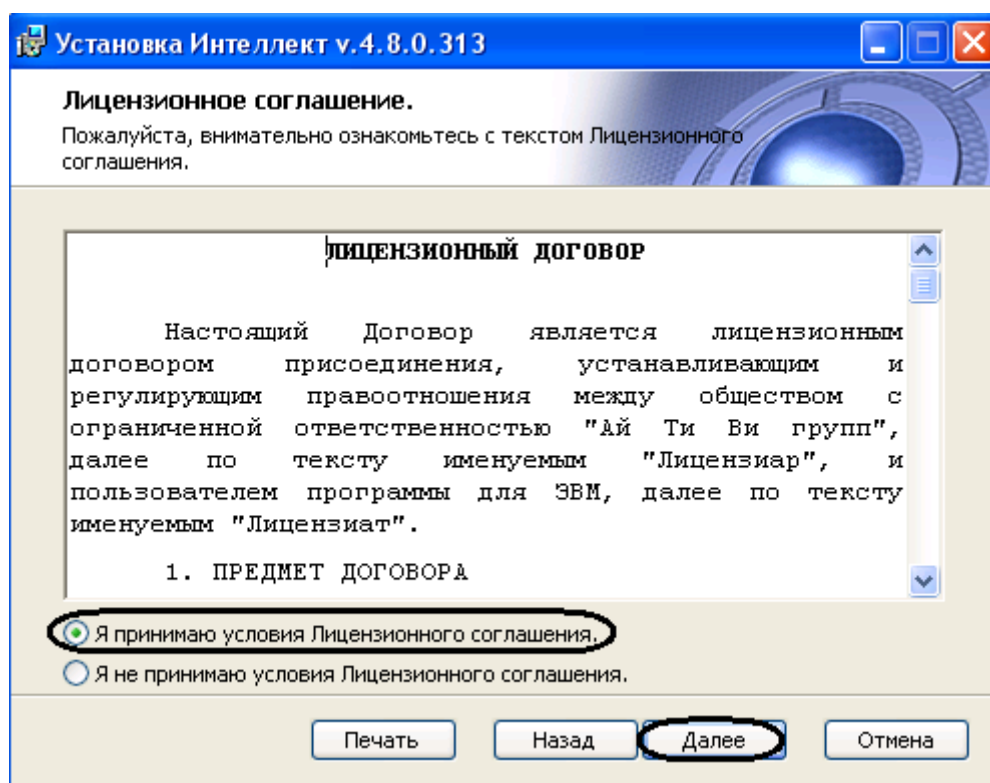 Установка Интеллект v.4.8.0.313
Лицензионное соглашение.
Пожалуйста, внимательно ознакомьтесь с текстом Лицензионного
соглашения.
ЛИЦЕНЗИОННЫЙ ДОГОВОР
Настоящий Договор является лицензионным
договором присоединения, устанавливающим и
регулирующим правоотношения между обществом с
ограниченной ответственностью "Ай Ти Ви групп",
далее по тексту именуемым "Лицензиар", и
пользователем программы для ЭВМ, далее по тексту
именуемым "Лицензиат".
1. ПРЕДМЕТ ДОГОВОРА
Я принимаю условия Лицензионного соглашения.
Я не принимаю условия Лицензионного соглашения.
Печать Назад Далее Отмена